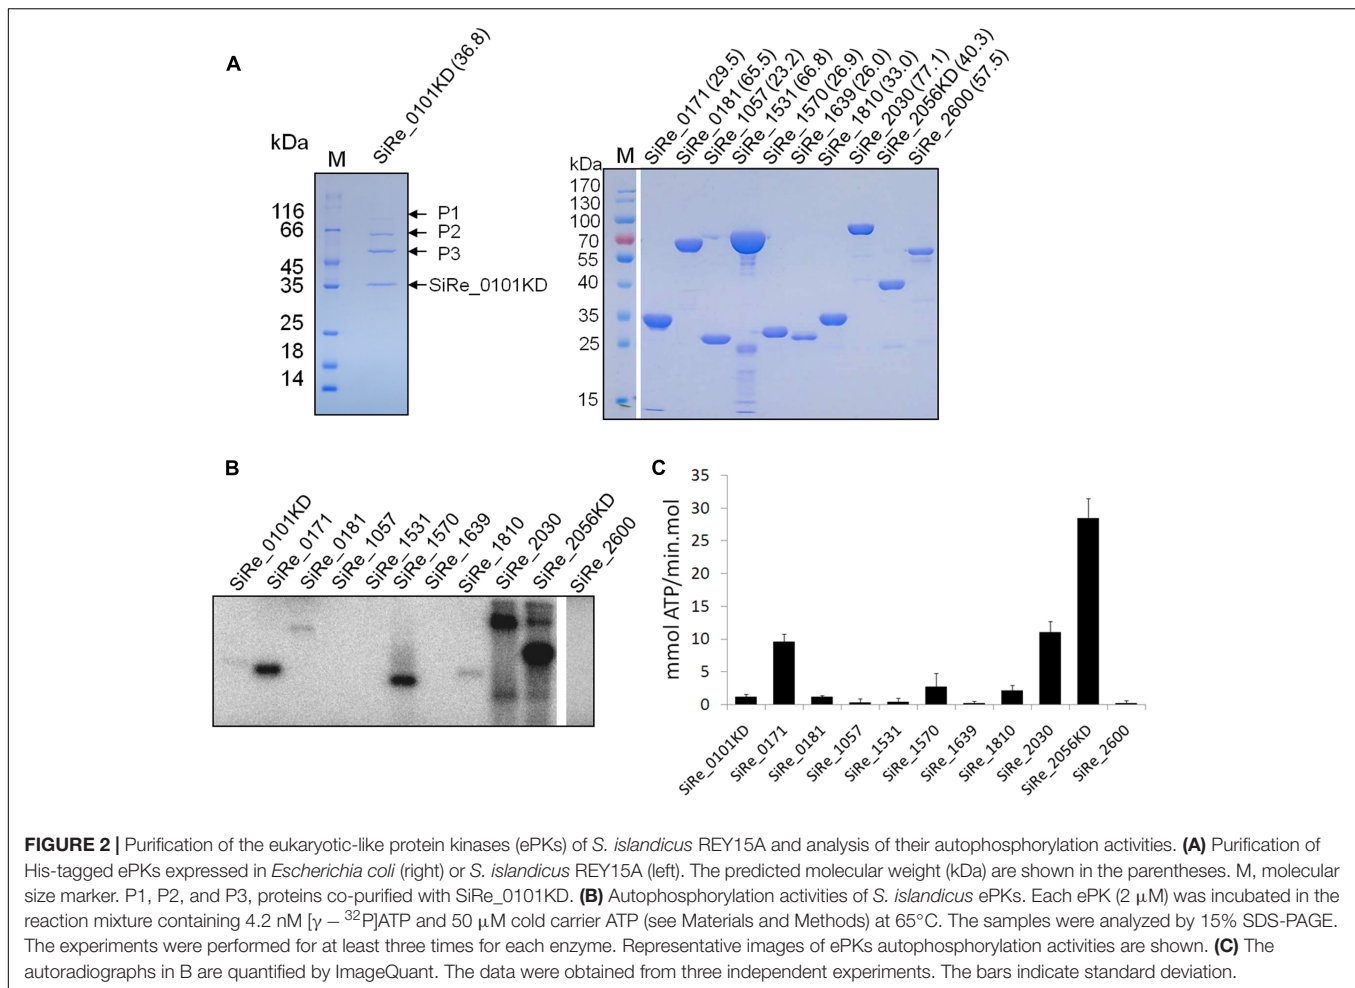 A
kDa
M
SiRe_0101KD (36.8)
116
66
45
35
25
18
14
P1
P2
P3
SiRe_0101KD
kDa
M
SiRe_0171 (29.5)
SiRe_0181 (65.5)
SiRe_1057 (23.2)
SiRe_1531 (66.8)
SiRe_1570 (26.9)
SiRe_1639 (26.0)
SiRe_1810 (33.0)
SiRe_2030 (77.1)
SiRe_2056KD (40.3)
SiRe_2600 (57.5)
170
130
100
70
55
40
35
25
15
B
SiRe_0101KD
SiRe_0171
SiRe_0181
SiRe_1057
SiRe_1531
SiRe_1570
SiRe_1639
SiRe_1810
SiRe_2030
SiRe_2056KD
SiRe_2600
C
mmol ATP/min.mol
35
30
25
20
15
10
5
0
SiRe_0101KD
SiRe_0171
SiRe_0181
SiRe_1057
SiRe_1531
SiRe_1570
SiRe_1639
SiRe_1810
SiRe_2030
SiRe_2056KD
SiRe_2600
FIGURE 2 | Purification of the eukaryotic-like protein kinases (ePKs) of S. islandicus REY15A and analysis of their autophosphorylation activities. (A) Purification of
His-tagged ePKs expressed in Escherichia coli (right) or S. islandicus REY15A (left). The predicted molecular weight (kDa) are shown in the parentheses. M, molecular
size marker. P1, P2, and P3, proteins co-purified with SiRe_0101KD. (B) Autophosphorylation activities of S. islandicus ePKs. Each ePK (2 μM) was incubated in the
reaction mixture containing 4.2 nM [γ − ³²P]ATP and 50 μM cold carrier ATP (see Materials and Methods) at 65°C. The samples were analyzed by 15% SDS-PAGE.
The experiments were performed for at least three times for each enzyme. Representative images of ePKs autophosphorylation activities are shown. (C) The
autoradiographs in B are quantified by ImageQuant. The data were obtained from three independent experiments. The bars indicate standard deviation.